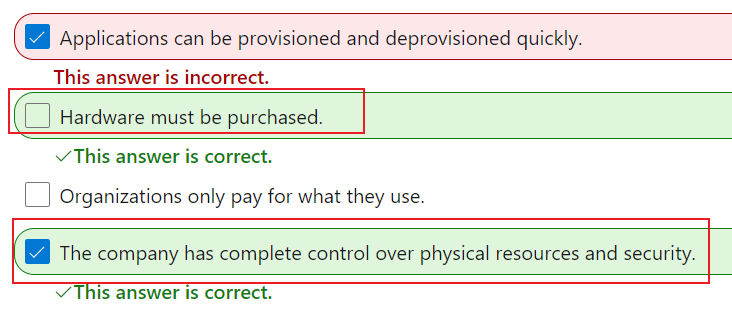 Applications can be provisioned and deprovisioned quickly.
This answer is incorrect.
Hardware must be purchased.
This answer is correct.
Organizations only pay for what they use.
The company has complete control over physical resources and security.
This answer is correct.